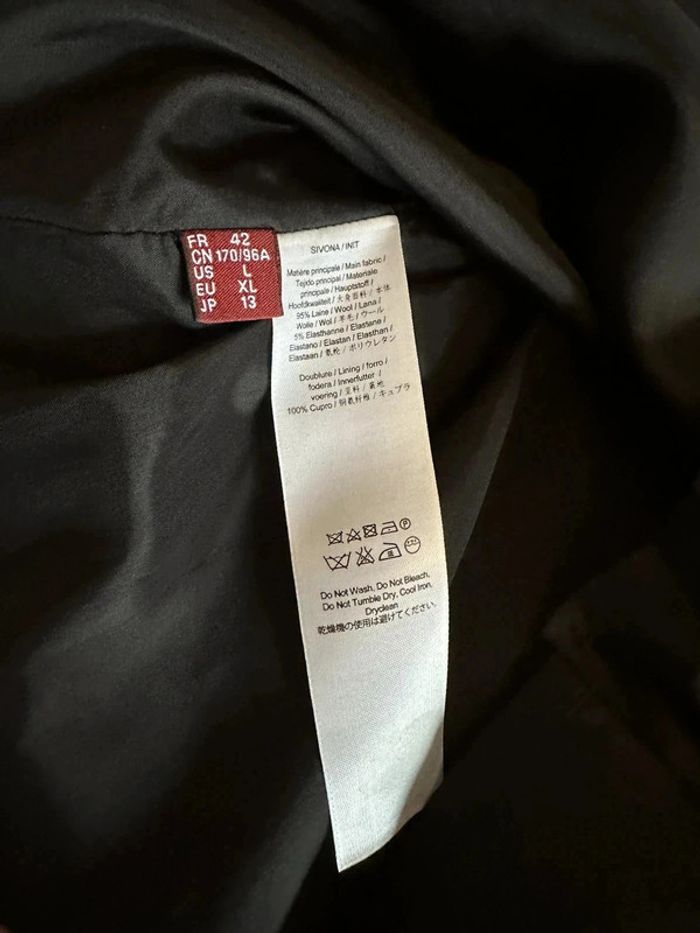 FR 42
CN 170/96A
US L
EU XL
JP 13
SIVONA / INIT
Matère principale / Main fabric /
Tejido principal / Materiale
principale / Hauptstoff /
Hoofdkwaliteit / 大身面料 / 本体
95% Laine / Wool / Lana /
Wolle / Wol / 羊毛 / ウール
5% Elasthanne / Elastane /
Elastano / Elastan / Elasthan /
Elastaan / 氨纶 / ポリウレタン
Doublure / Lining / forro /
fodera / Innerfutter /
voering / 里料 / 裏地
100% Cupro / 铜氨纤维 / キュプラ
P
Do Not Wash, Do Not Bleach,
Do Not Tumble Dry, Cool Iron,
Dryclean
乾燥機の使用は避けてください。